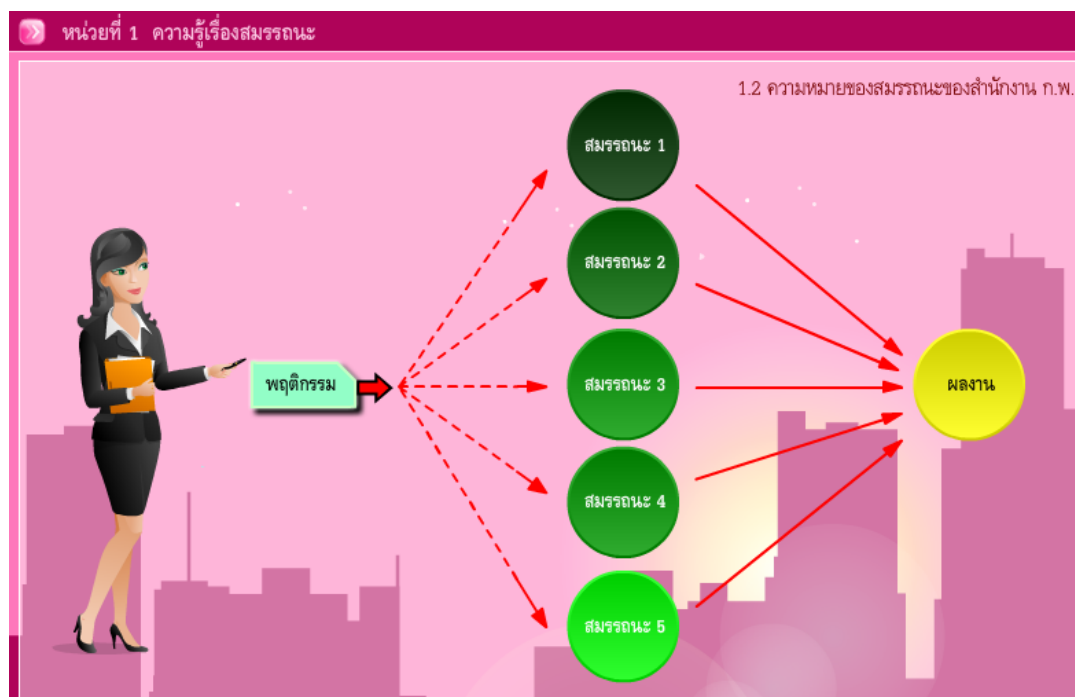 หน่วยที่ 1 ความรู้เรื่องสมรรถนะ
1.2 ความหมายของสมรรถนะของสำนักงาน ก.พ.
สมรรถนะ 1
สมรรถนะ 2
พฤติกรรม
สมรรถนะ 3
ผลงาน
สมรรถนะ 4
สมรรถนะ 5